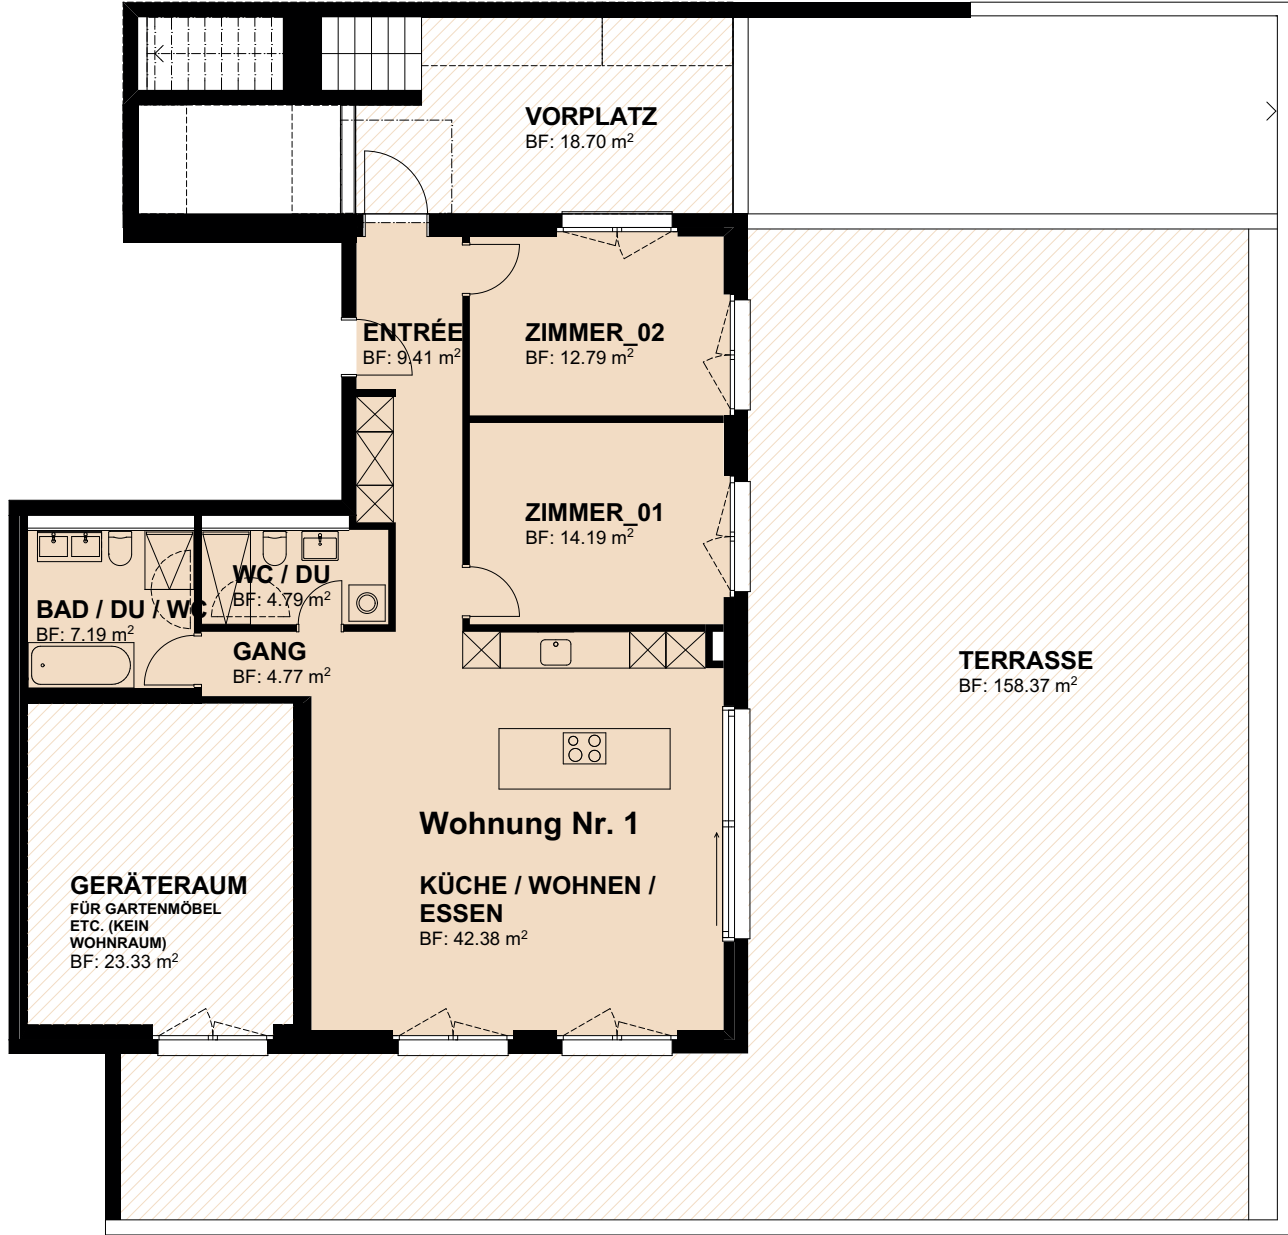 VORPLATZ
BF: 18.70 m²
ENTRÉE
BF: 9.41 m²
ZIMMER_02
BF: 12.79 m²
ZIMMER_01
BF: 14.19 m²
WC / DU
BF: 4.79 m²
BAD / DU / WC
BF: 7.19 m²
GANG
BF: 4.77 m²
TERRASSE
BF: 158.37 m²
Wohnung Nr. 1
KÜCHE / WOHNEN /
ESSEN
BF: 42.38 m²
GERÄTERAUM
FÜR GARTENMÖBEL
ETC. (KEIN
WOHNRAUM)
BF: 23.33 m²